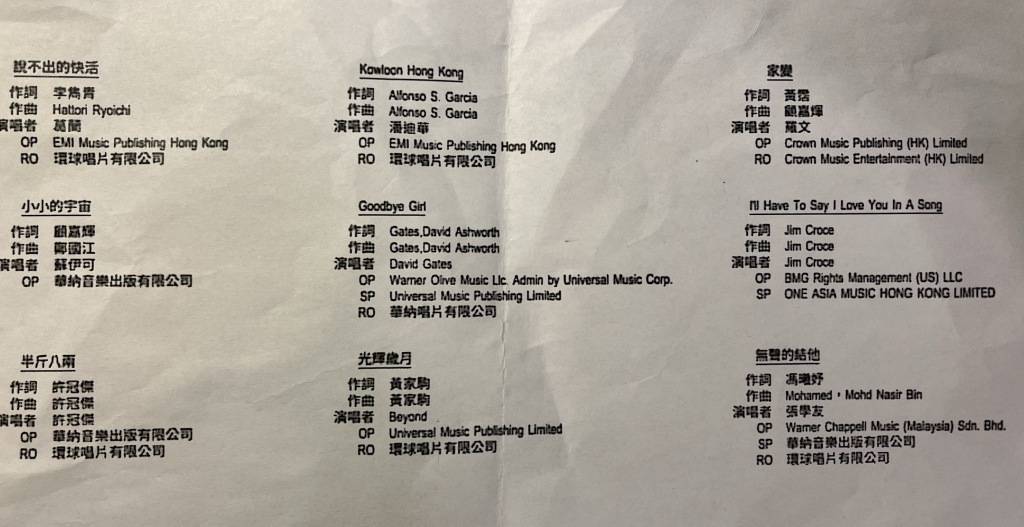 說不出的快活
作詞 李雋青
作曲 Hattori Ryoichi
演唱者 葛蘭
OP EMI Music Publishing Hong Kong
RO 環球唱片有限公司
Kowloon Hong Kong
作詞 Alfonso S. Garcia
作曲 Alfonso S. Garcia
演唱者 潘迪華
OP EMI Music Publishing Hong Kong
RO 環球唱片有限公司
家變
作詞 黃霑
作曲 顧嘉煇
演唱者 羅文
OP Crown Music Publishing (HK) Limited
RO Crown Music Entertainment (HK) Limited
小小的宇宙
作詞 顧嘉輝
作曲 鄭國江
演唱者 蘇伊可
OP 華納音樂出版有限公司
Goodbye Girl
作詞 Gates,David Ashworth
作曲 Gates,David Ashworth
演唱者 David Gates
OP Warner Olive Music Llc. Admin by Universal Music Corp.
SP Universal Music Publishing Limited
RO 華納唱片有限公司
I'll Have To Say I Love You In A Song
作詞 Jim Croce
作曲 Jim Croce
演唱者 Jim Croce
OP BMG Rights Management (US) LLC
SP ONE ASIA MUSIC HONG KONG LIMITED
半斤八兩
作詞 許冠傑
作曲 許冠傑
演唱者 許冠傑
OP 華納音樂出版有限公司
RO 環球唱片有限公司
光輝歲月
作詞 黃家駒
作曲 黃家駒
演唱者 Beyond
OP Universal Music Publishing Limited
RO 環球唱片有限公司
無聲的結他
作詞 馮曦妤
作曲 Mohamed，Mohd Nasir Bin
演唱者 張學友
OP Warner Chappell Music (Malaysia) Sdn. Bhd.
SP 華納音樂出版有限公司
RO 環球唱片有限公司